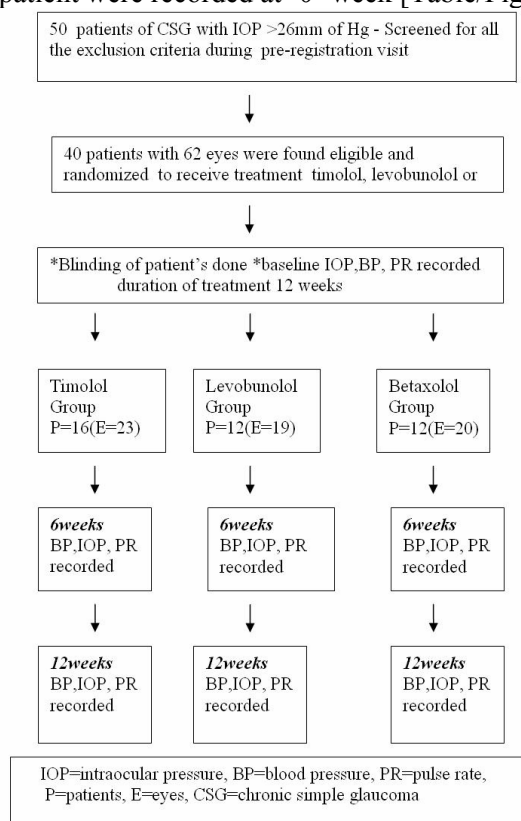 patient were recorded at "0" week [Table/Fig
50 patients of CSG with IOP >26mm of Hg - Screened for all
the exclusion criteria during pre-registration visit
40 patients with 62 eyes were found eligible and
randomized to receive treatment timolol, levobunolol or
*Blinding of patient's done *baseline IOP,BP, PR recorded
duration of treatment 12 weeks
Timolol
Group
P=16(E=23)
Levobunolol
Group
P=12(E=19)
Betaxolol
Group
P=12(E=20)
6weeks
BP,IOP, PR
recorded
6weeks
BP,IOP, PR
recorded
6weeks
BP,IOP, PR
recorded
12weeks
BP,IOP, PR
recorded
12weeks
BP,IOP, PR
recorded
12weeks
BP,IOP, PR
recorded
IOP=intraocular pressure, BP=blood pressure, PR=pulse rate,
P=patients, E=eyes, CSG=chronic simple glaucoma